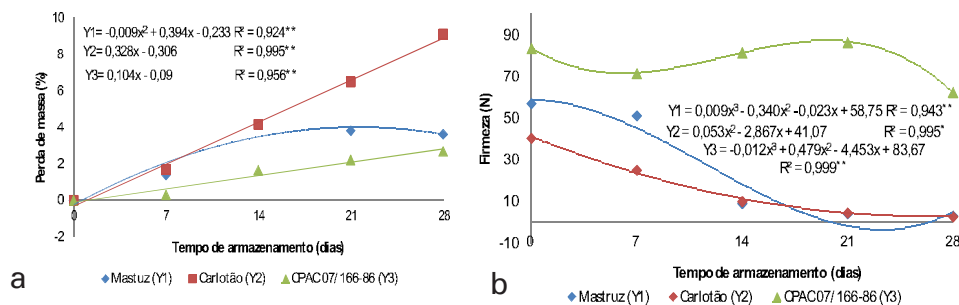 10
8
6
4
2
0
-2
Perda de massa (%)
Y1= -0,009x² + 0,394x - 0,233 R² = 0,924**
Y2= 0,328x - 0,306 R² = 0,995**
Y3= 0,104x - 0,09 R² = 0,956**
0 7 14 21 28
Tempo de armazenamento (dias)
a
Mastuz (Y1) Carlotão (Y2) CPAC07/ 166-86 (Y3)
90
70
50
30
10
-10
Firmeza (N)
Y1 = 0,009x³ - 0,340x² -0,023x + 58,75 R² = 0,943**
Y2 = 0,053x² - 2,867x + 41,07 R² = 0,995*
Y3 = -0,012x³ + 0,479x² - 4,453x + 83,67
R² = 0,999**
0 7 14 21 28
Tempo de armazenamento (dias)
b
Mastruz (Y1) Carlotão (Y2) CPAC07/ 166-86 (Y3)